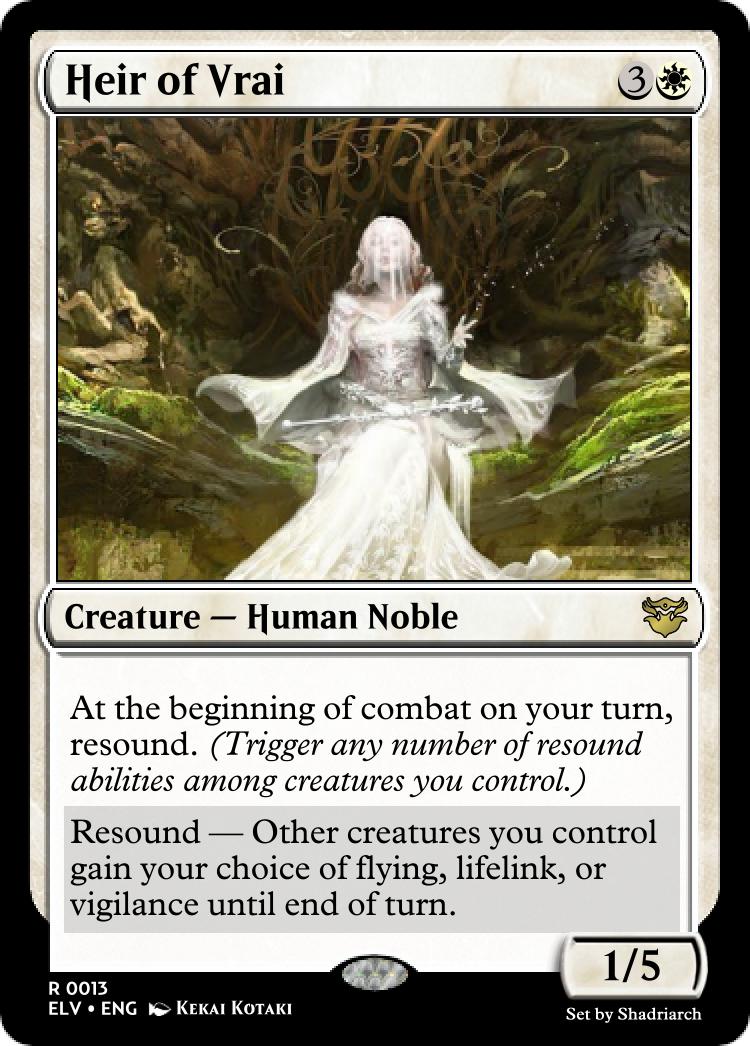 Heir of Vrai
3
Creature — Human Noble
At the beginning of combat on your turn,
resound. (Trigger any number of resound
abilities among creatures you control.)
Resound — Other creatures you control
gain your choice of flying, lifelink, or
vigilance until end of turn.
1/5
R 0013
ELV • ENG Kekai Kotaki
Set by Shadriarch